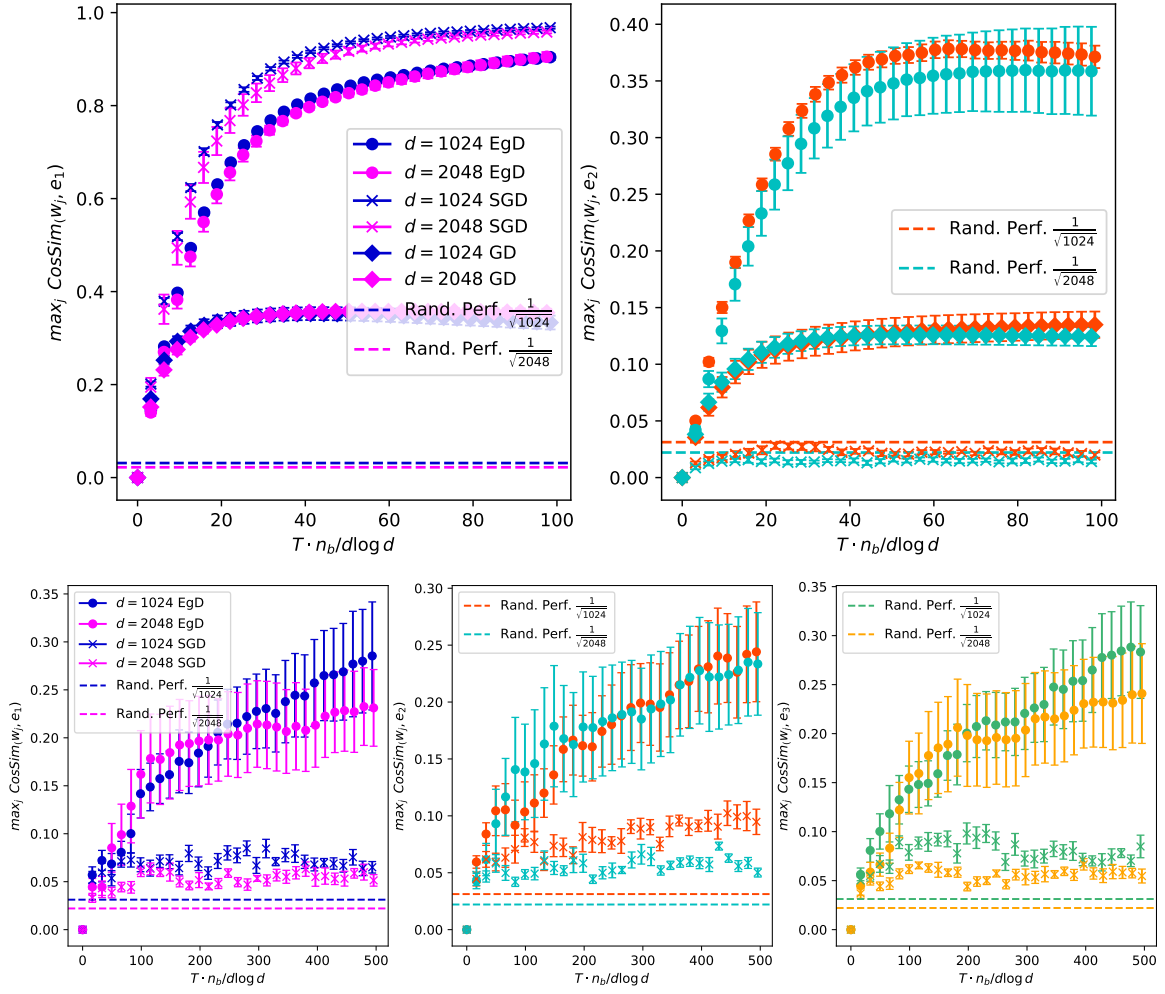 1.0
0.8
0.6
0.4
0.2
0.0
max_j CosSim(w_j, e_1)
d = 1024 EgD
d = 2048 EgD
d = 1024 SGD
d = 2048 SGD
d = 1024 GD
d = 2048 GD
Rand. Perf. 1/√1024
Rand. Perf. 1/√2048
0 20 40 60 80 100
T · n_b/dlog d
0.40
0.35
0.30
0.25
0.20
0.15
0.10
0.05
0.00
max_j CosSim(w_j, e_2)
Rand. Perf. 1/√1024
Rand. Perf. 1/√2048
0 20 40 60 80 100
T · n_b/dlog d
0.35
0.30
0.25
0.20
0.15
0.10
0.05
0.00
max_j CosSim(w_j, e_1)
d = 1024 EgD
d = 2048 EgD
d = 1024 SGD
d = 2048 SGD
Rand. Perf. 1/√1024
Rand. Perf. 1/√2048
0 100 200 300 400 500
T · n_b/dlog d
0.30
0.25
0.20
0.15
0.10
0.05
0.00
max_j CosSim(w_j, e_2)
Rand. Perf. 1/√1024
Rand. Perf. 1/√2048
0 100 200 300 400 500
T · n_b/dlog d
0.35
0.30
0.25
0.20
0.15
0.10
0.05
0.00
max_j CosSim(w_j, e_3)
Rand. Perf. 1/√1024
Rand. Perf. 1/√2048
0 100 200 300 400 500
T · n_b/dlog d